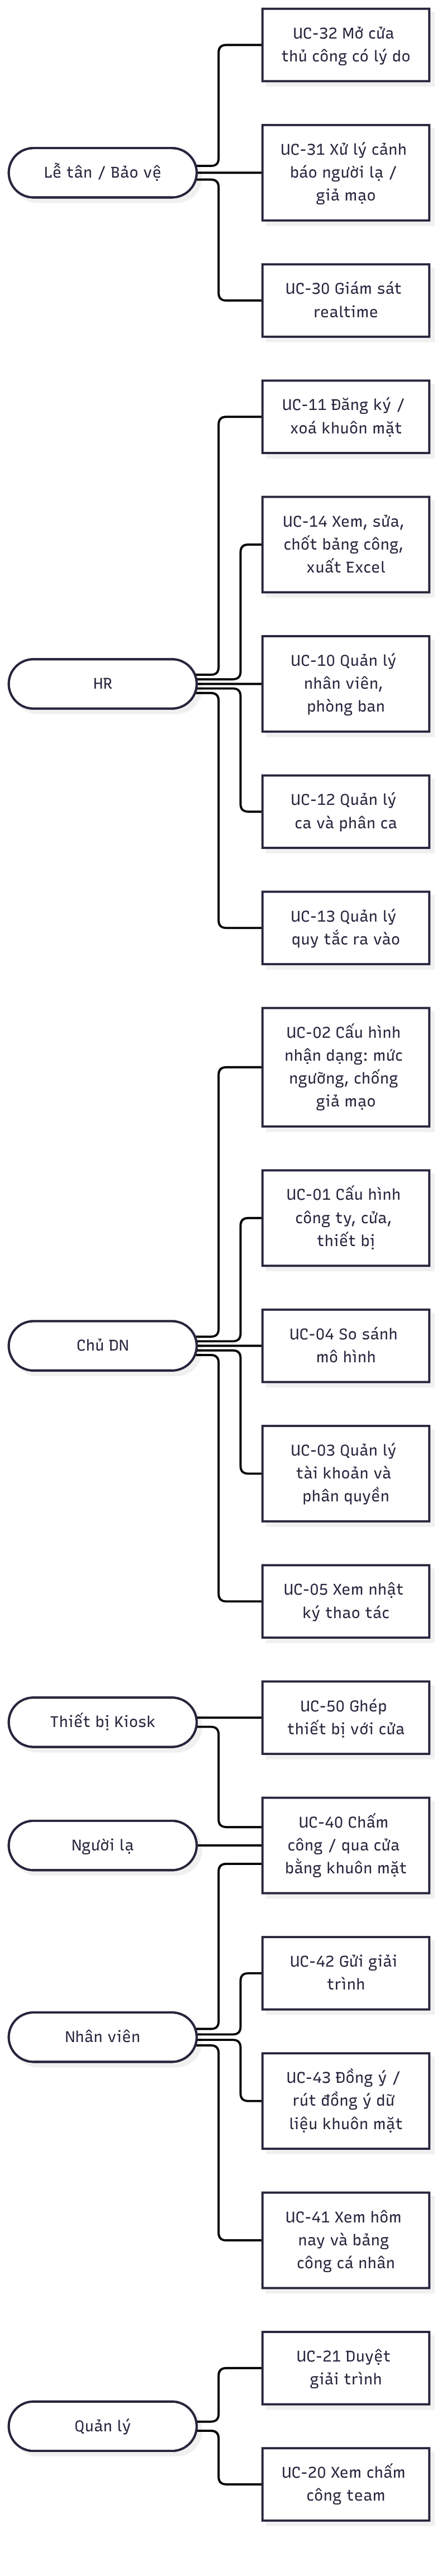 UC-32 Mở cửa
thủ công có lý do
Lễ tân / Bảo vệ
UC-31 Xử lý cảnh
báo người lạ /
giả mạo
UC-30 Giám sát
realtime
UC-11 Đăng ký /
xoá khuôn mặt
UC-14 Xem, sửa,
chốt bảng công,
xuất Excel
HR
UC-10 Quản lý
nhân viên,
phòng ban
UC-12 Quản lý
ca và phân ca
UC-13 Quản lý
quy tắc ra vào
UC-02 Cấu hình
nhận dạng: mức
ngưỡng, chống
giả mạo
UC-01 Cấu hình
công ty, cửa,
thiết bị
Chủ DN
UC-04 So sánh
mô hình
UC-03 Quản lý
tài khoản và
phân quyền
UC-05 Xem nhật
ký thao tác
Thiết bị Kiosk
UC-50 Ghép
thiết bị với cửa
Người lạ
UC-40 Chấm
công / qua cửa
bằng khuôn mặt
UC-42 Gửi giải
trình
Nhân viên
UC-43 Đồng ý /
rút đồng ý dữ
liệu khuôn mặt
UC-41 Xem hôm
nay và bảng
công cá nhân
UC-21 Duyệt
giải trình
Quản lý
UC-20 Xem chấm
công team